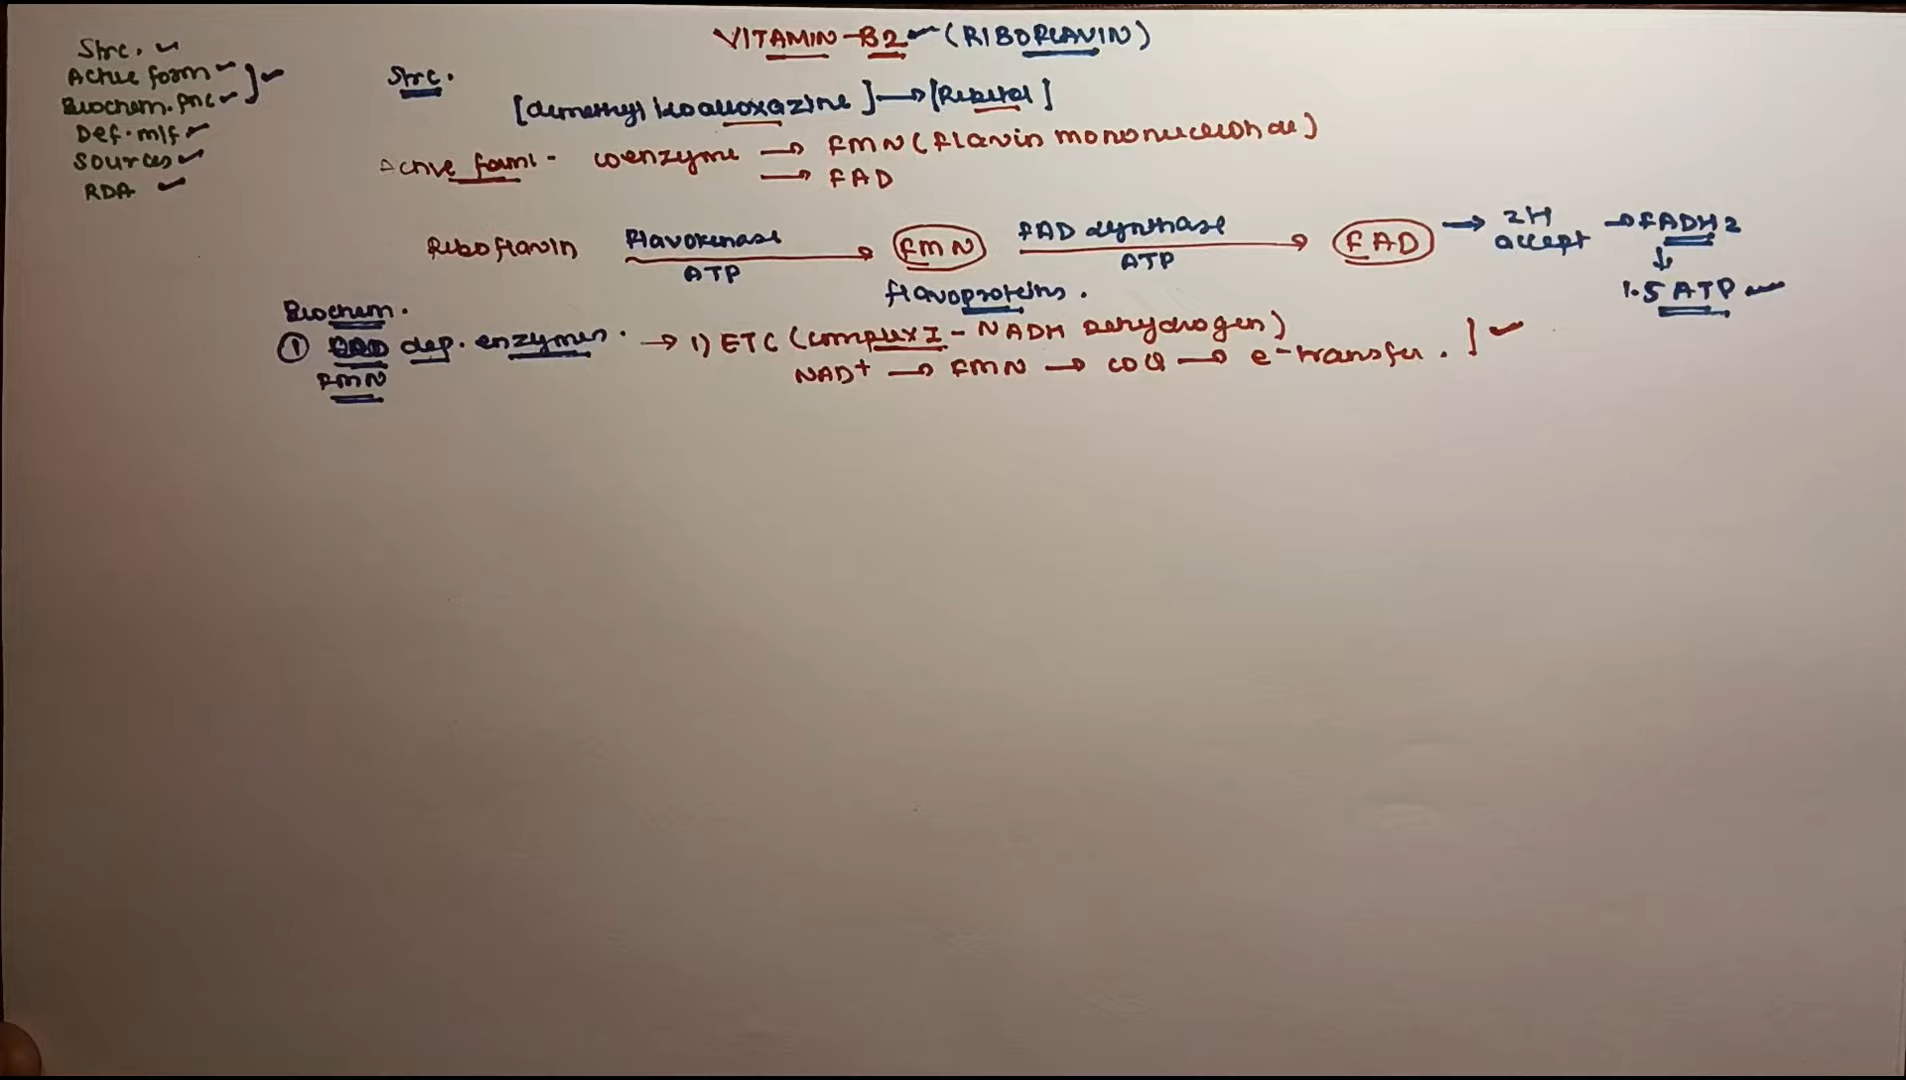 VITAMIN-B2 (RIBOFLAVIN)
Strc.
Active form
Biochem. fnc
Def. m/f
Sources
RDA
Strc.
[dimethyl isoalloxazine] → [Ribitol]
Active form:- coenzyme → FMN (flavin mononucleotide)
→ FAD
Riboflavin Flavokinase ATP → FMN FAD synthase ATP → FAD → 2H accept → FADH2
↓
1.5 ATP
flavoproteins.
Biochem.
① dep. enzymes. → 1) ETC (complex I - NADH dehydrogen)
FMN
NAD+ → FMN → COQ → e- transfer.